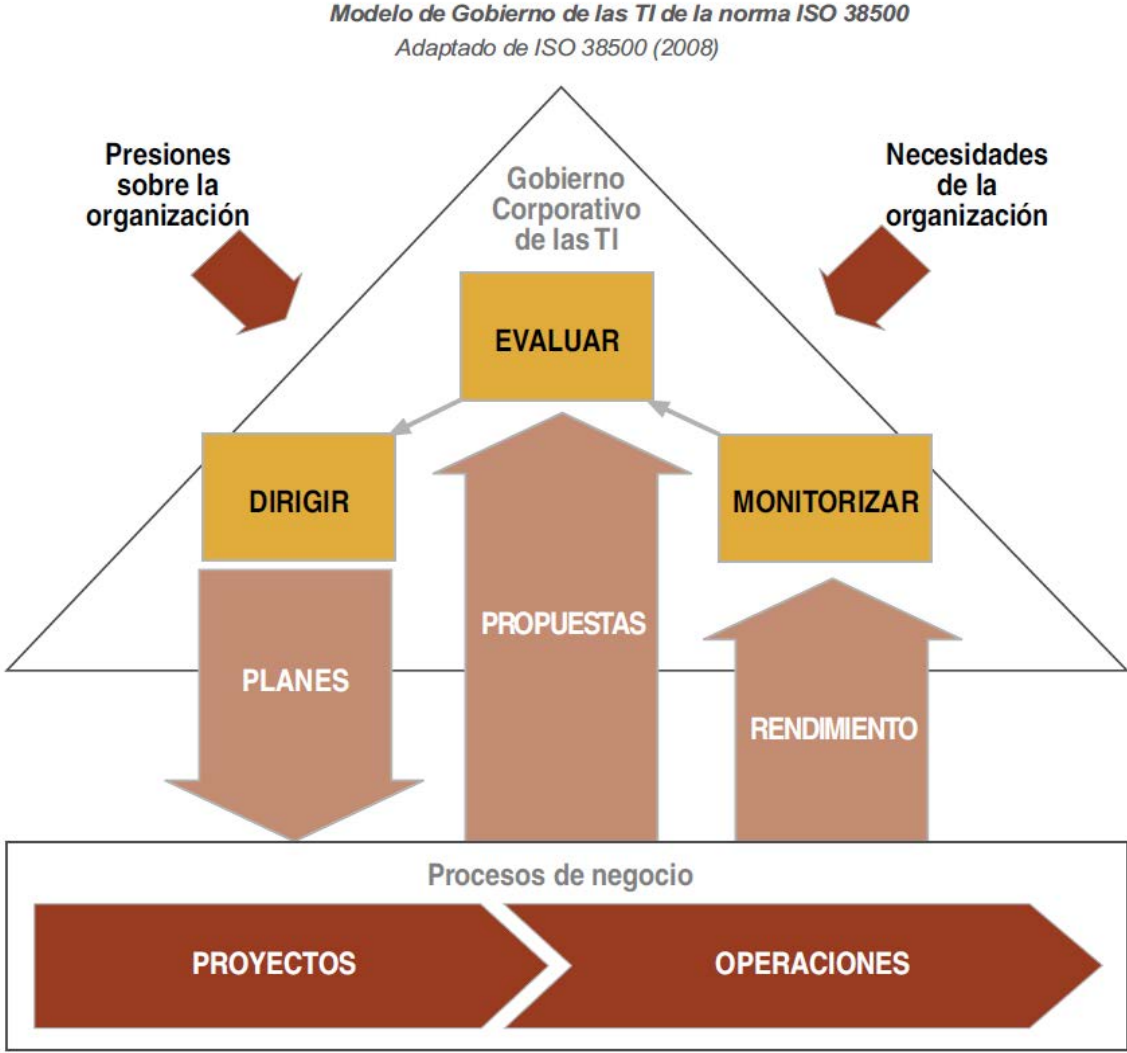 Modelo de Gobierno de las TI de la norma ISO 38500
Adaptado de ISO 38500 (2008)
Presiones
sobre la
organización
Necesidades
de la
organización
Gobierno
Corporativo
de las TI
EVALUAR
DIRIGIR
MONITORIZAR
PROPUESTAS
PLANES
RENDIMIENTO
Procesos de negocio
PROYECTOS
OPERACIONES